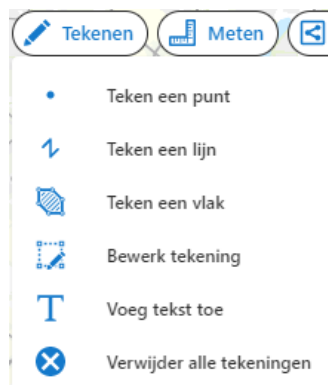 Tekenen
Meten
Teken een punt
Teken een lijn
Teken een vlak
Bewerk tekening
Voeg tekst toe
Verwijder alle tekeningen